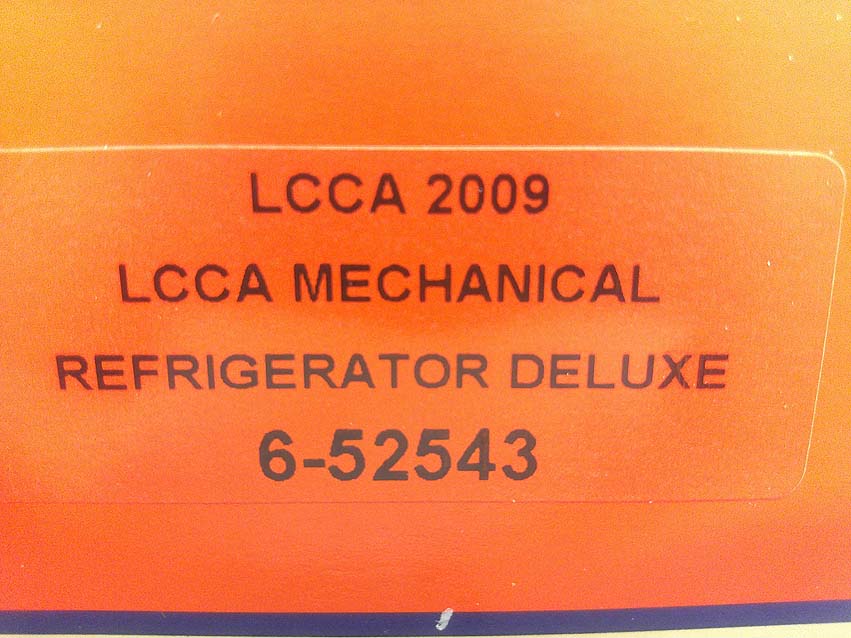 LCCA 2009
LCCA MECHANICAL
REFRIGERATOR DELUXE
6-52543